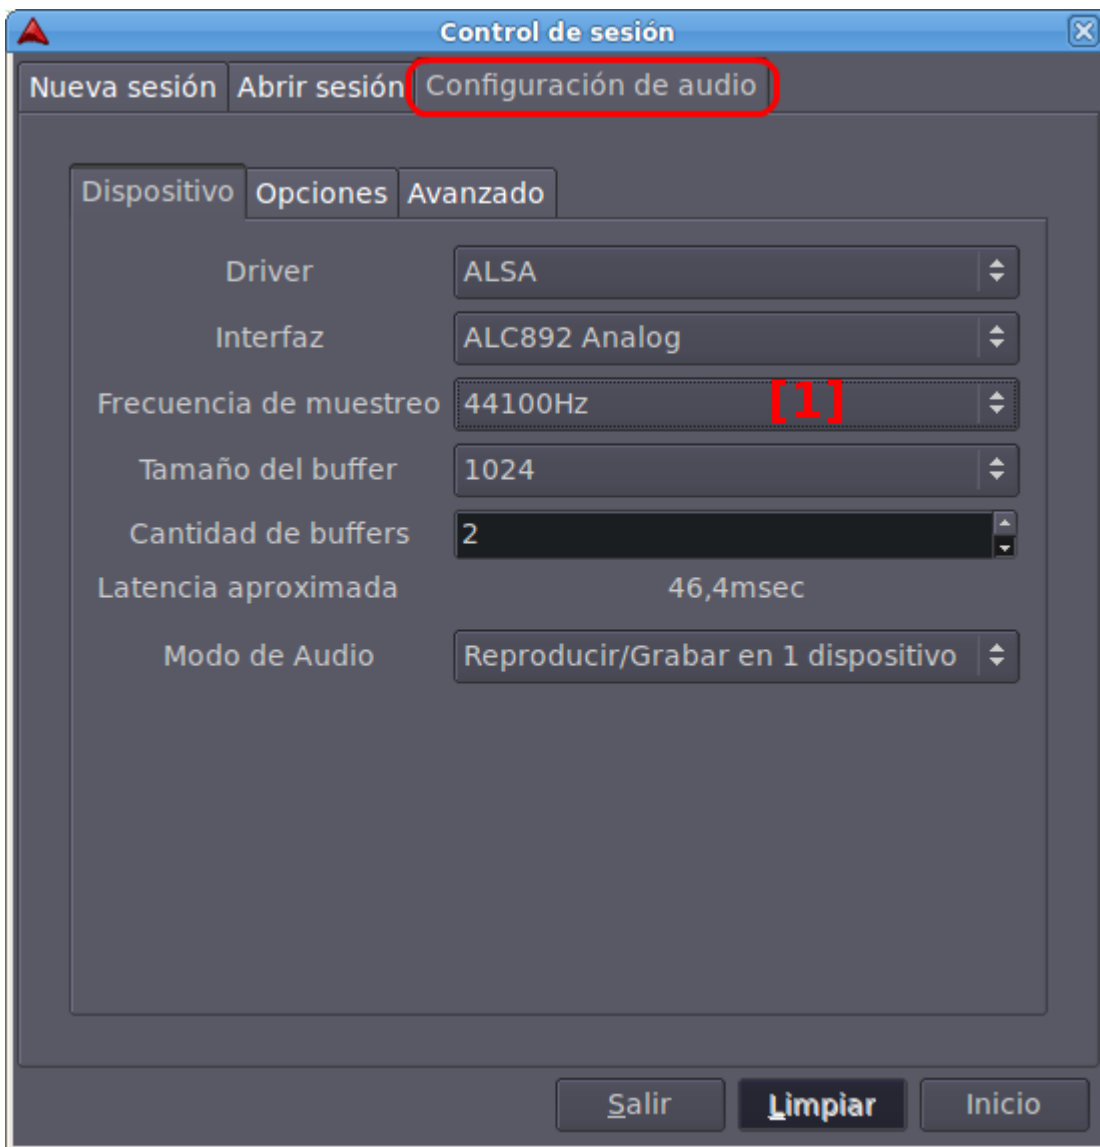 Control de sesión
Nueva sesión Abrir sesión Configuración de audio
Dispositivo Opciones Avanzado
Driver ALSA
Interfaz ALC892 Analog
Frecuencia de muestreo 44100Hz [1]
Tamaño del buffer 1024
Cantidad de buffers 2
Latencia aproximada 46,4msec
Modo de Audio Reproducir/Grabar en 1 dispositivo
Salir Limpiar Inicio